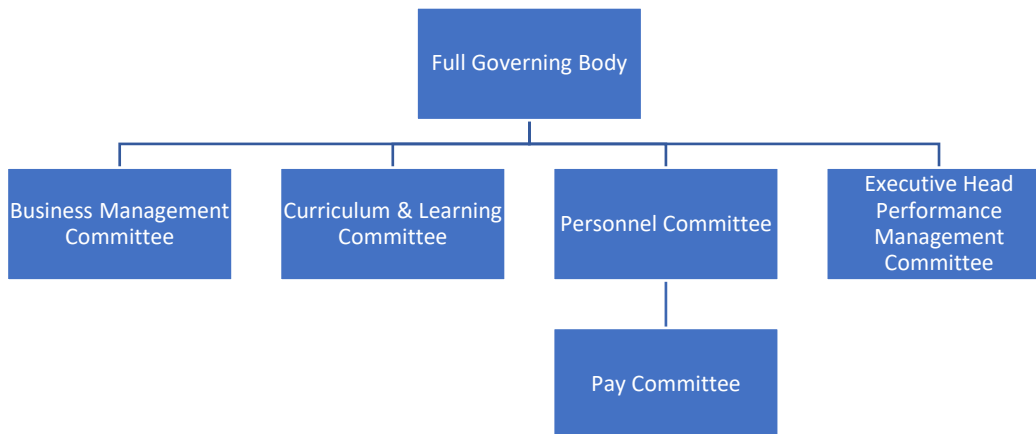 Full Governing Body
Business Management
Committee
Curriculum & Learning
Committee
Personnel Committee
Executive Head
Performance
Management
Committee
Pay Committee